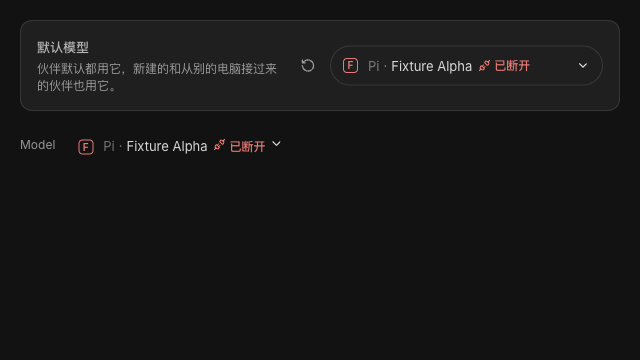 默认模型
伙伴默认都用它，新建的和从别的电脑接过来
的伙伴也用它。
F Pi · Fixture Alpha 已断开
Model F Pi · Fixture Alpha 已断开